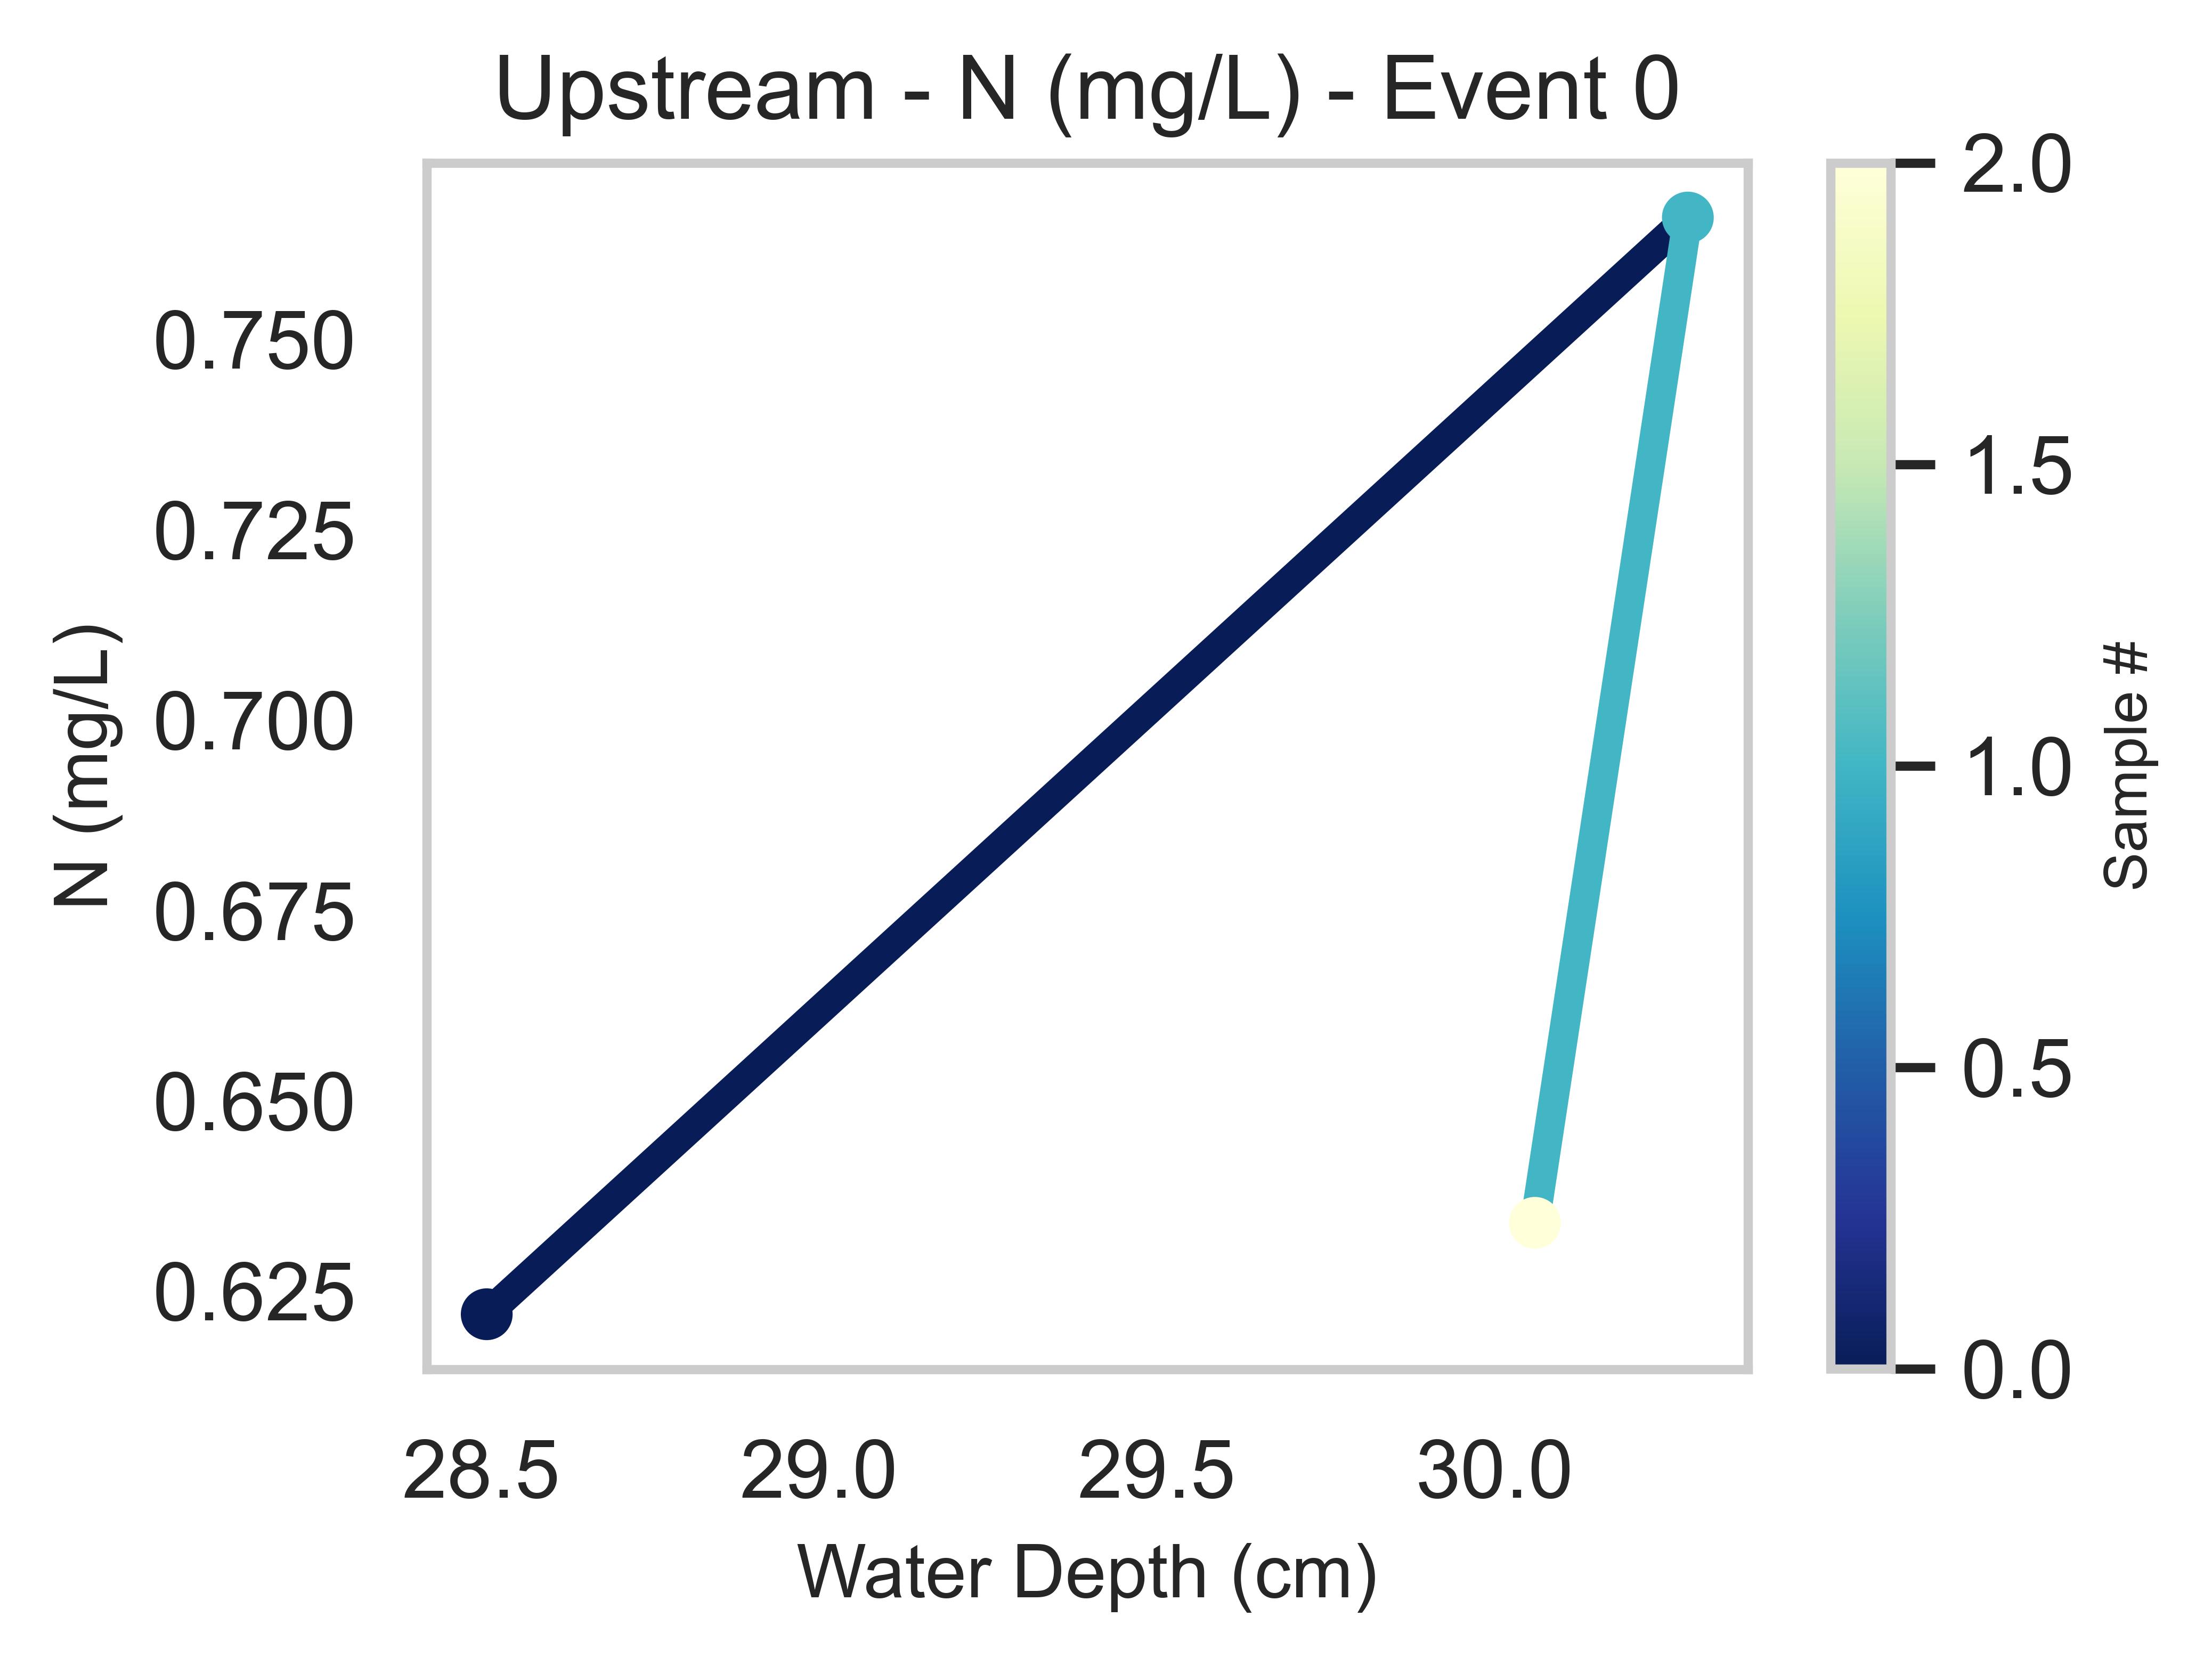 Upstream - N (mg/L) - Event 0
0.750
0.725
0.700
0.675
0.650
0.625
N (mg/L)
28.5 29.0 29.5 30.0
Water Depth (cm)
2.0
1.5
1.0
0.5
0.0
Sample #